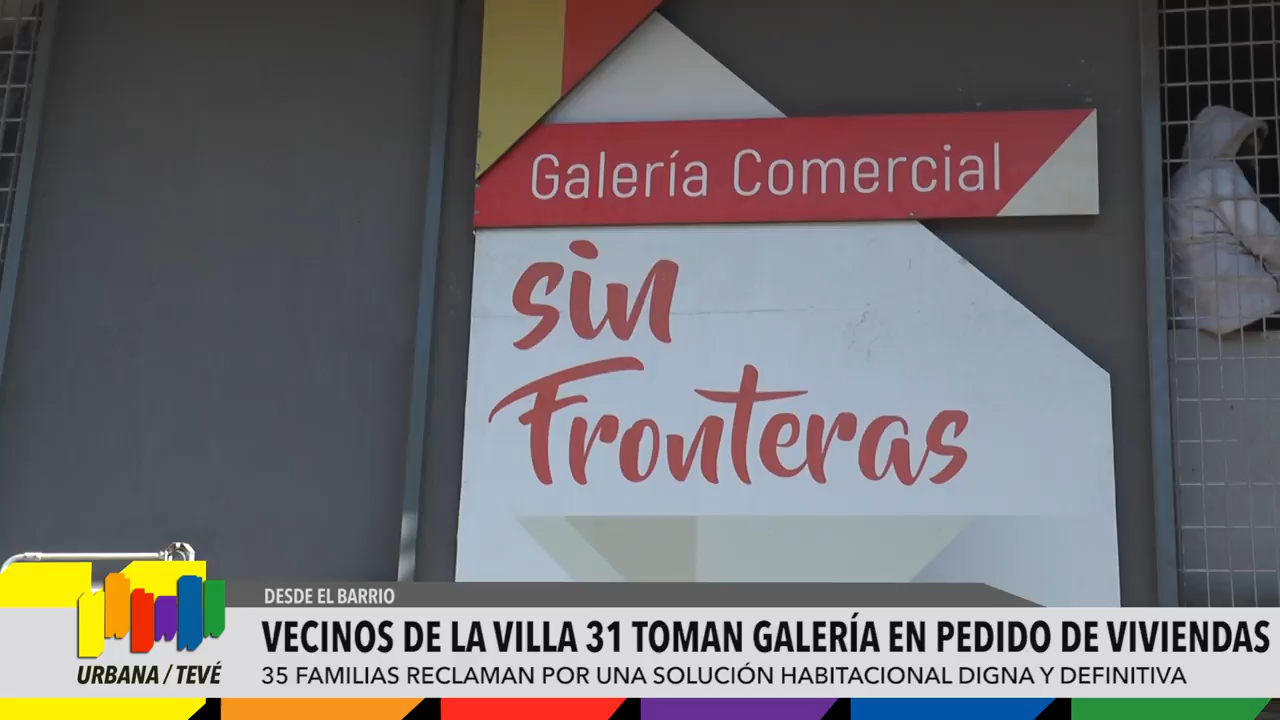 Galería Comercial
sin
Fronteras
DESDE EL BARRIO
VECINOS DE LA VILLA 31 TOMAN GALERÍA EN PEDIDO DE VIVIENDAS
35 FAMILIAS RECLAMAN POR UNA SOLUCIÓN HABITACIONAL DIGNA Y DEFINITIVA
URBANA / TEVÉ